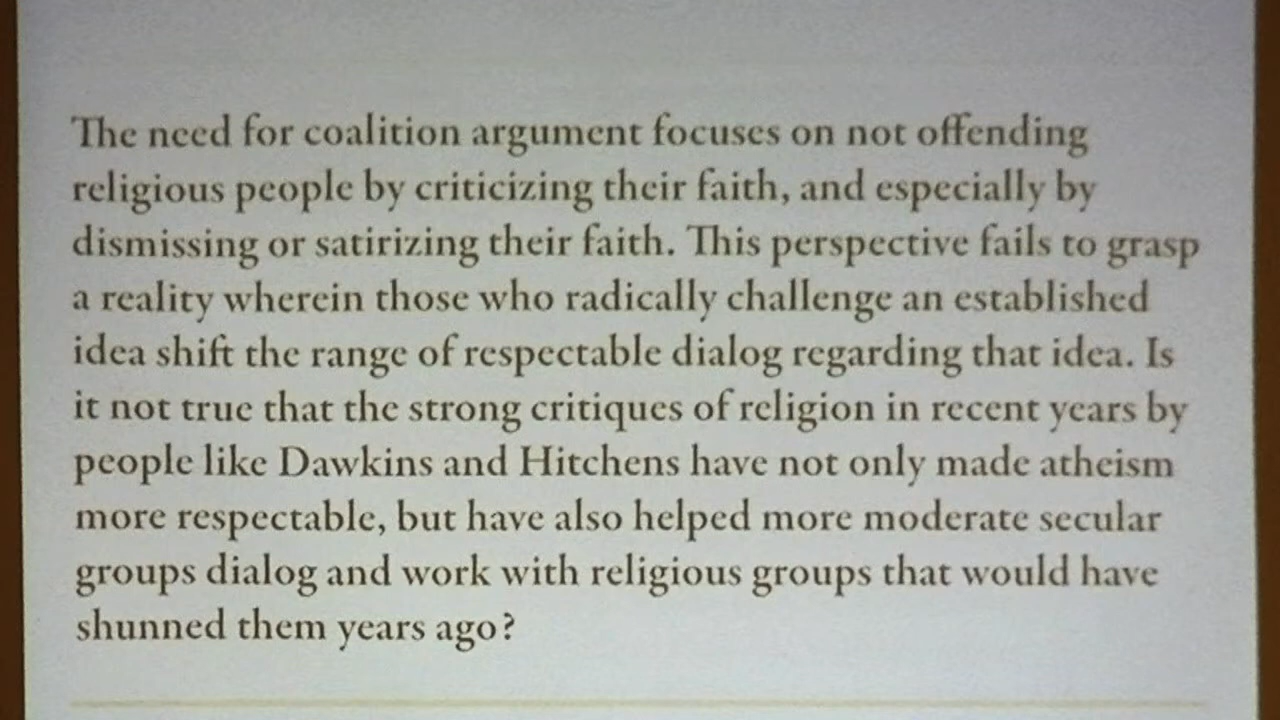 The need for coalition argument focuses on not offending
religious people by criticizing their faith, and especially by
dismissing or satirizing their faith. This perspective fails to grasp
a reality wherein those who radically challenge an established
idea shift the range of respectable dialog regarding that idea. Is
it not true that the strong critiques of religion in recent years by
people like Dawkins and Hitchens have not only made atheism
more respectable, but have also helped more moderate secular
groups dialog and work with religious groups that would have
shunned them years ago?